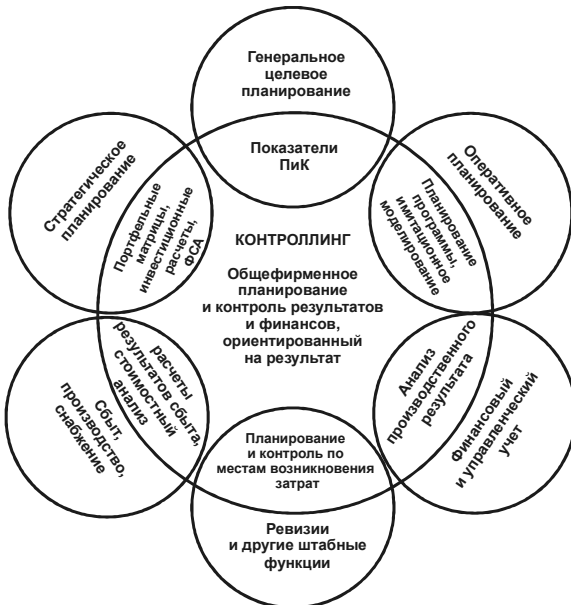 Генеральное
целевое
планирование
Показатели
ПиК
Стратегическое
планирование
Портфельные
матрицы,
инвестиционные
расчеты,
ФСА
Оперативное
планирование
Планирование
программы,
имитационное
моделирование
КОНТРОЛЛИНГ
Общефирменное
планирование
и контроль результатов
и финансов,
ориентированный
на результат
расчеты
результатов сбыта,
стоимостный
анализ
Сбыт,
производство,
снабжение
Анализ
производственного
результата
Финансовый
и управленческий
учет
Планирование
и контроль по
местам возникновения
затрат
Ревизии
и другие штабные
функции